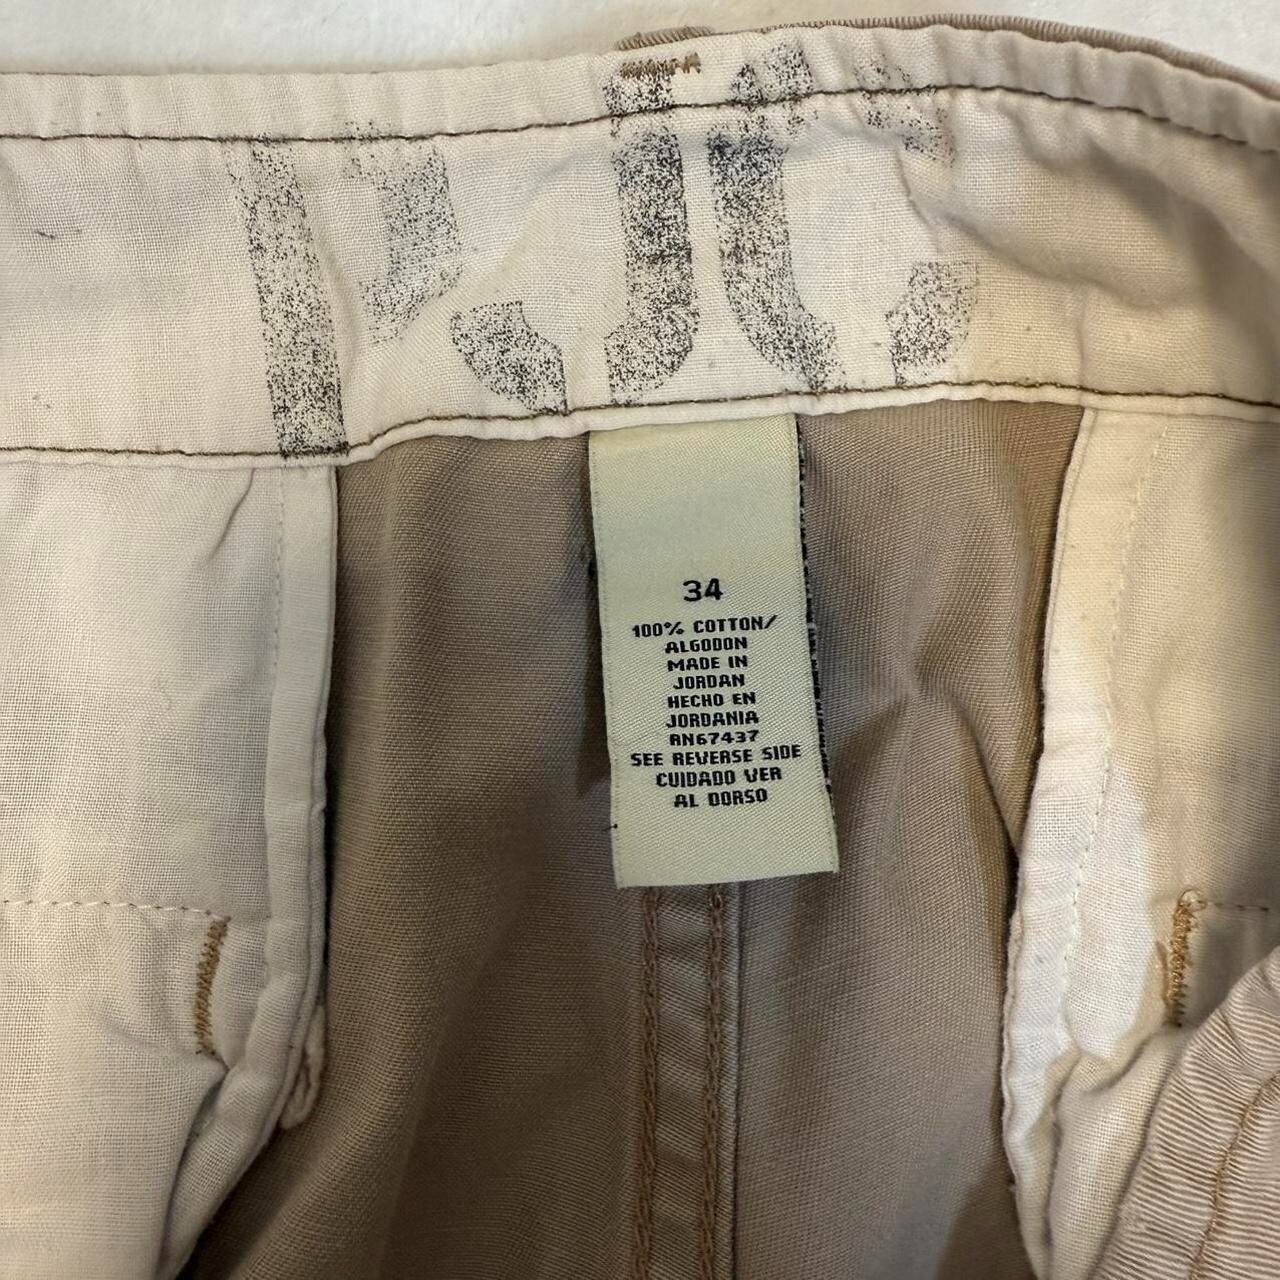 34
100% COTTON/
ALGODON
MADE IN
JORDAN
HECHO EN
JORDANIA
RN67437
SEE REVERSE SIDE
CUIDADO VER
AL DORSO